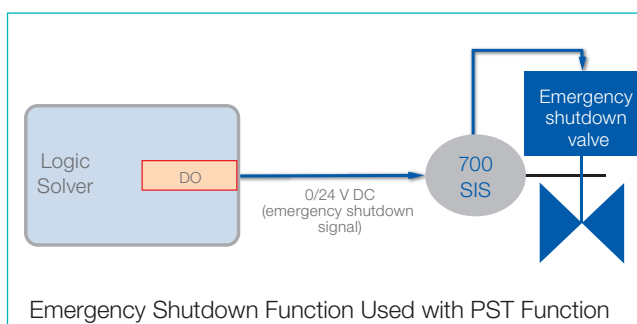 Logic
Solver
DO
0/24 V DC
(emergency shutdown
signal)
700
SIS
Emergency
shutdown
valve
Emergency Shutdown Function Used with PST Function